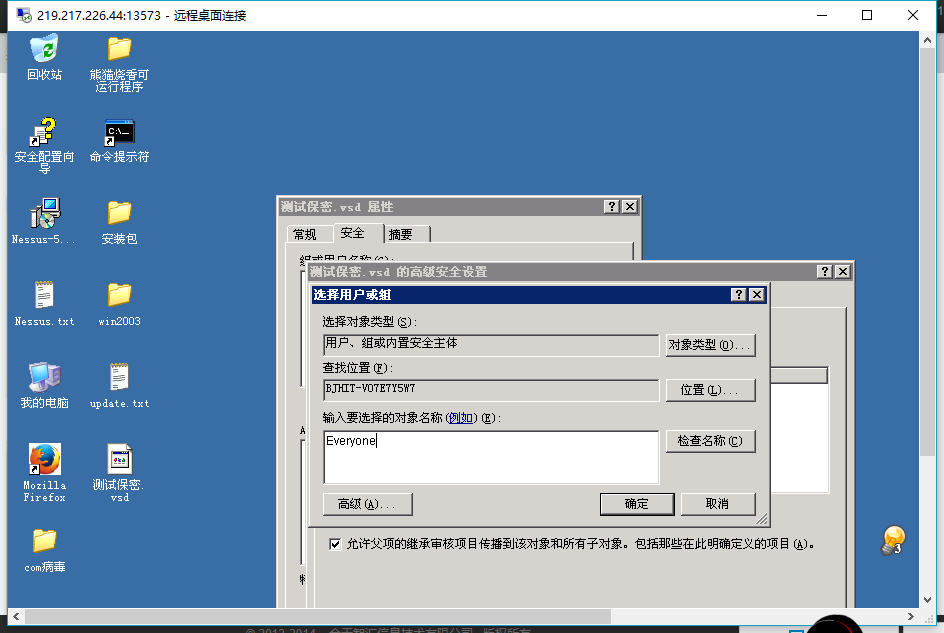 219.217.226.44:13573 - 远程桌面连接
回收站
熊猫烧香可
运行程序
安全配置向
导
命令提示符
Nessus-5...
安装包
Nessus.txt
win2003
我的电脑
update.txt
Mozilla
Firefox
测试保密.
vsd
com病毒
测试保密.vsd 属性
常规
安全
摘要
组或用户名称(G):
测试保密.vsd 的高级安全设置
选择用户或组
选择对象类型(S):
用户、组或内置安全主体
对象类型(O)...
查找位置(F):
BJHIT-VO7E7Y5W7
位置(L)...
输入要选择的对象名称(例如)(E):
Everyone
检查名称(C)
高级(A)...
确定
取消
允许父项的继承审核项目传播到该对象和所有子对象。包括那些在此明确定义的项目(A)。
3